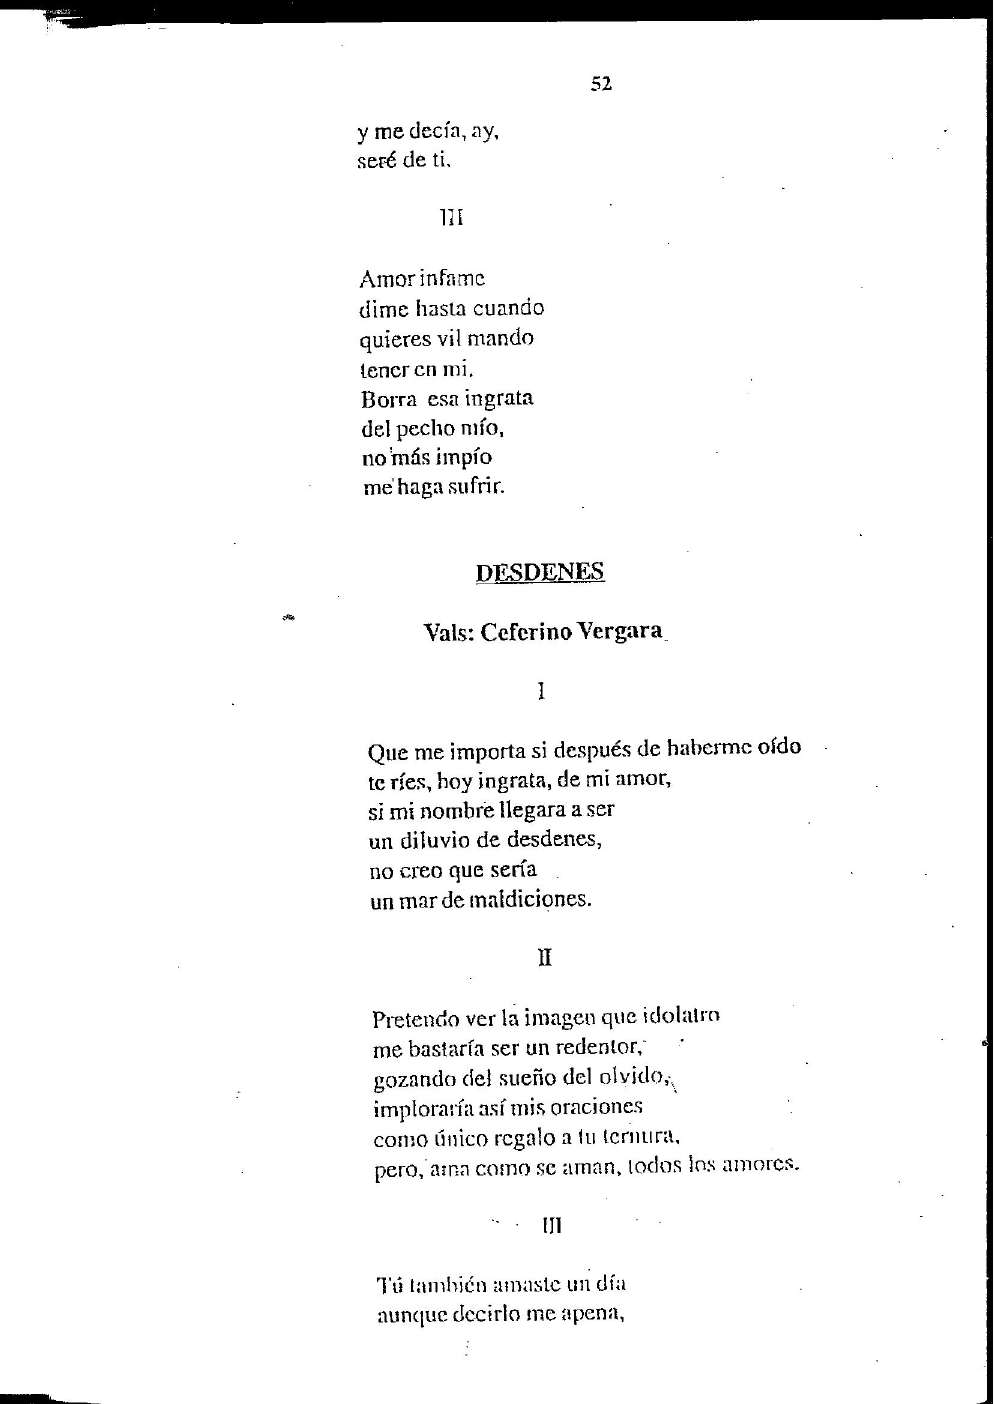 52
y me decía, ay,
seré de ti.
III
Amor infame
dime hasta cuando
quieres vil mando
tener en mi.
Borra esa ingrata
del pecho mío,
no más impío
me haga sufrir.
DESDENES
Vals: Ceferino Vergara
I
Que me importa si después de haberme oído
te ríes, hoy ingrata, de mi amor,
si mi nombre llegara a ser
un diluvio de desdenes,
no creo que sería
un mar de maldiciones.
II
Pretendo ver la imagen que idolatro
me bastaría ser un redentor,
gozando del sueño del olvido,
imploraría así mis oraciones
como único regalo a tu ternura,
pero, ama como se aman, todos los amores.
III
Tú también amaste un día
aunque decirlo me apena,